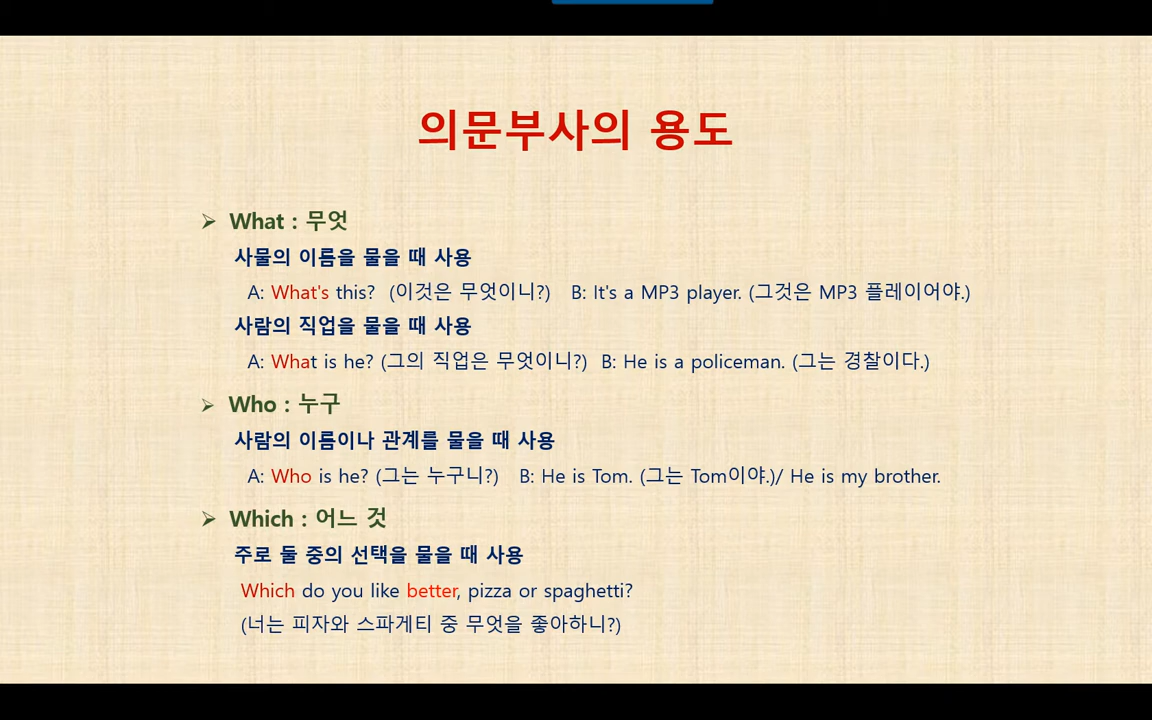 의문부사의 용도
➢ What : 무엇
사물의 이름을 물을 때 사용
A: What's this? (이것은 무엇이니?) B: It's a MP3 player. (그것은 MP3 플레이어야.)
사람의 직업을 물을 때 사용
A: What is he? (그의 직업은 무엇이니?) B: He is a policeman. (그는 경찰이다.)
➢ Who : 누구
사람의 이름이나 관계를 물을 때 사용
A: Who is he? (그는 누구니?) B: He is Tom. (그는 Tom이야.)/ He is my brother.
➢ Which : 어느 것
주로 둘 중의 선택을 물을 때 사용
Which do you like better, pizza or spaghetti?
(너는 피자와 스파게티 중 무엇을 좋아하니?)